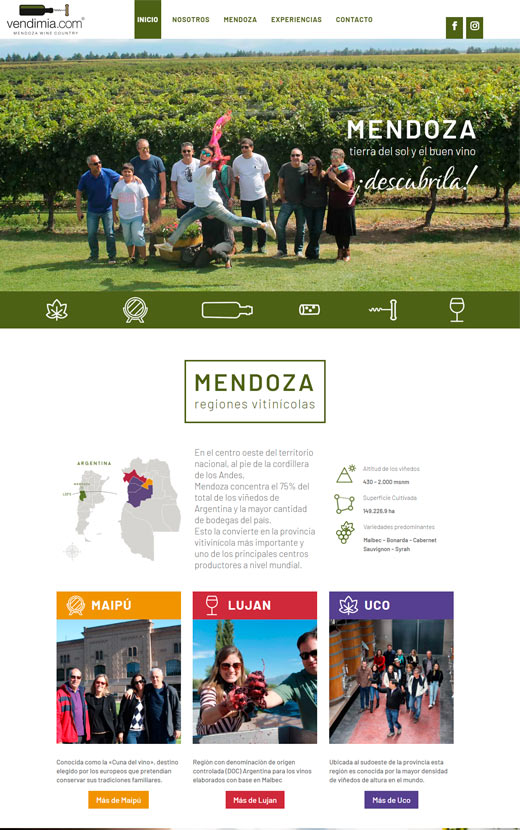 vendimia.com
MENDOZA WINE COUNTRY
INICIO NOSOTROS MENDOZA EXPERIENCIAS CONTACTO
MENDOZA
tierra del sol y el buen vino
¡descubrila!
MENDOZA
regiones vitinícolas
ARGENTINA
MENDOZA
En el centro oeste del territorio
nacional, al pie de la cordillera
de los Andes,
Mendoza concentra el 75% del
total de los viñedos de
Argentina y la mayor cantidad
de bodegas del país.
Esto la convierte en la provincia
vitivinícola más importante y
uno de los principales centros
productores a nivel mundial.
Altitud de los viñedos
430 - 2.000 msnm
Superficie Cultivada
149.226,9 ha
Variedades predominantes
Malbec - Bonarda - Cabernet
Sauvignon - Syrah
MAIPÚ
Conocida como la «Cuna del vino», destino
elegido por los europeos que pretendían
conservar sus tradiciones familiares.
Más de Maipú
LUJAN
Región con denominación de origen
controlada (DOC) Argentina para los vinos
elaborados con base en Malbec
Más de Lujan
UCO
Ubicada al sudoeste de la provincia esta
región es conocida por la mayor densidad
de viñedos de altura en el mundo.
Más de Uco